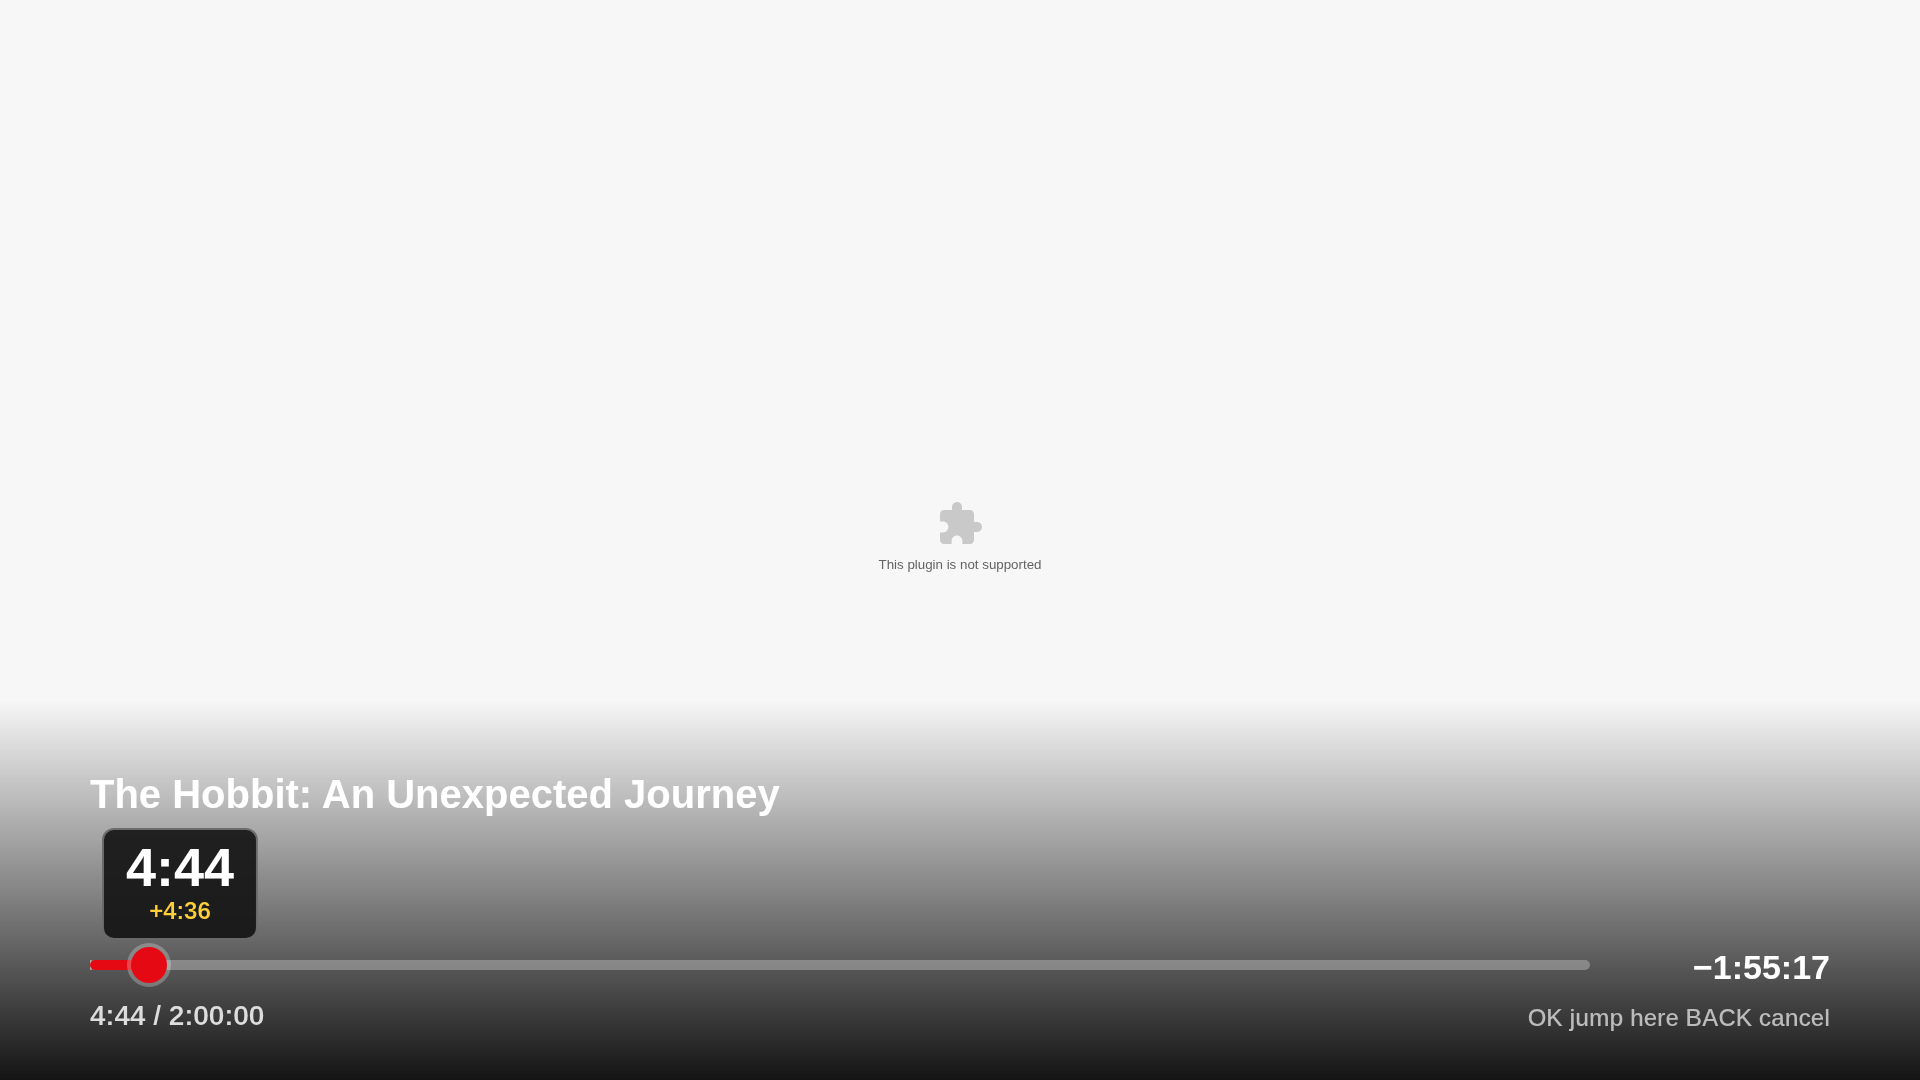 This plugin is not supported
The Hobbit: An Unexpected Journey
4:44
+4:36
−1:55:17
4:44 / 2:00:00
OK jump here BACK cancel